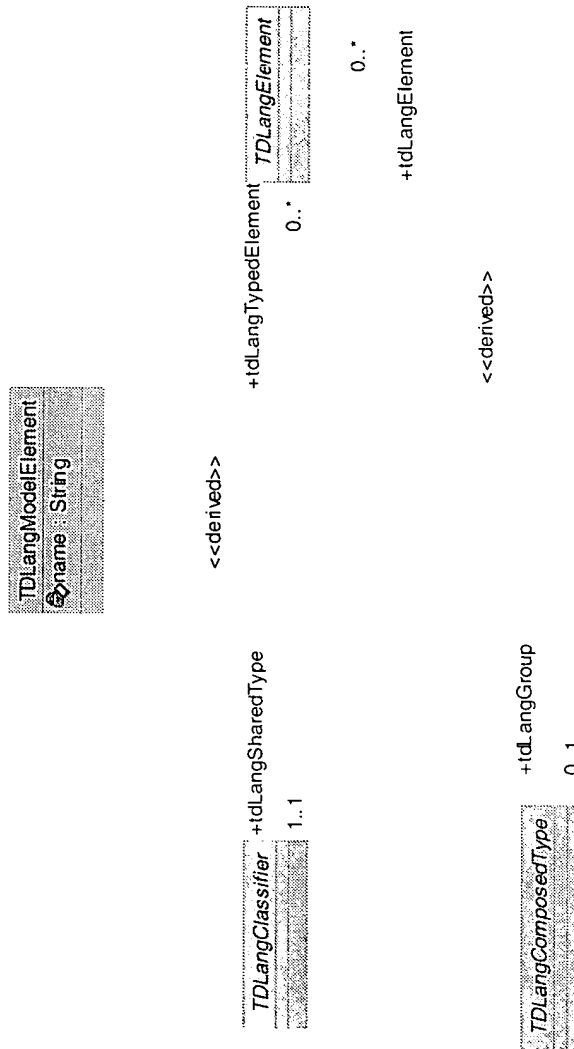 TDLangModelElement
name : String
<<derived>>
TDLangClassifier
+tdLangSharedType
1..1
+tdLangTypedElement
0..*
TDLangElement
0..*
+tdLangElement
<<derived>>
TDLangComposedType
+tdLangGroup
0..1